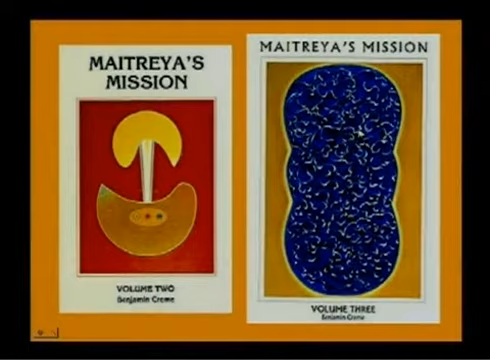 MAITREYA'S
MISSION
VOLUME TWO
Benjamin Creme
MAITREYA'S MISSION
VOLUME THREE
Benjamin Creme